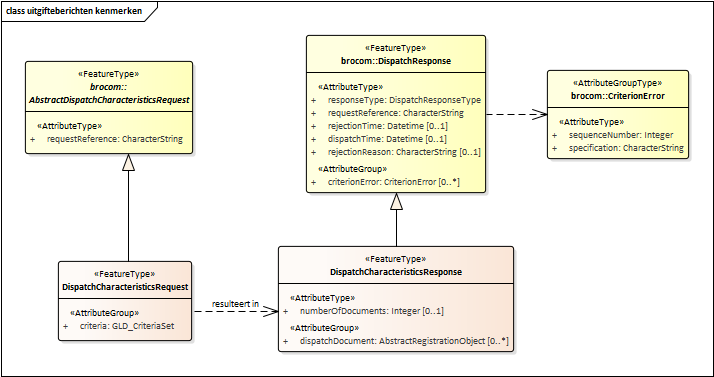 class uitgifteberichten kenmerken
«FeatureType»
brocom::
AbstractDispatchCharacteristicsRequest
«AttributeType»
+ requestReference: CharacterString
«FeatureType»
brocom::DispatchResponse
«AttributeType»
+ responseType: DispatchResponseType
+ requestReference: CharacterString
+ rejectionTime: Datetime [0..1]
+ dispatchTime: Datetime [0..1]
+ rejectionReason: CharacterString [0..1]
«AttributeGroup»
+ criterionError: CriterionError [0..*]
«AttributeGroupType»
brocom::CriterionError
«AttributeType»
+ sequenceNumber: Integer
+ specification: CharacterString
«FeatureType»
DispatchCharacteristicsRequest
«AttributeGroup»
+ criteria: GLD_CriteriaSet
resulteert in
«FeatureType»
DispatchCharacteristicsResponse
«AttributeType»
+ numberOfDocuments: Integer [0..1]
«AttributeGroup»
+ dispatchDocument: AbstractRegistrationObject [0..*]